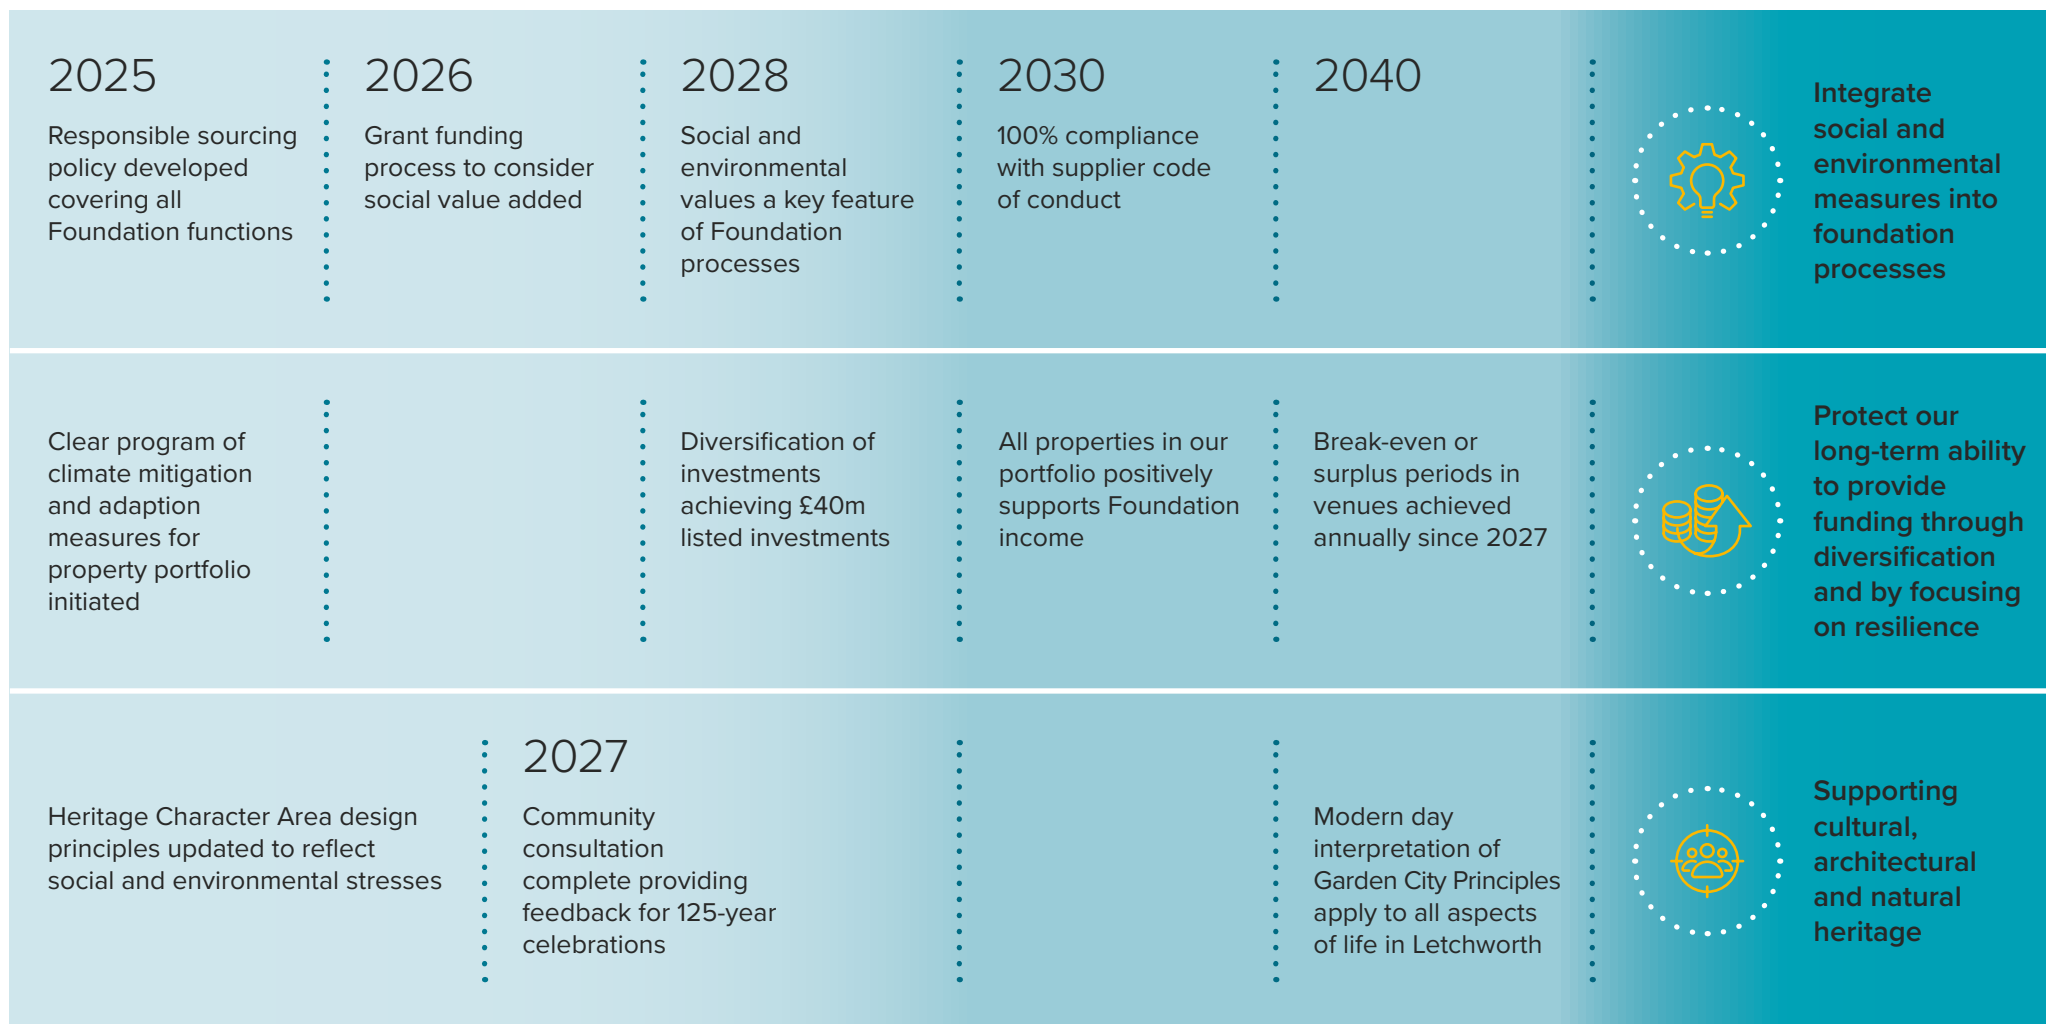 2025
Responsible sourcing
policy developed
covering all
Foundation functions
2026
Grant funding
process to consider
social value added
2028
Social and
environmental
values a key feature
of Foundation
processes
2030
100% compliance
with supplier code
of conduct
2040
Integrate
social and
environmental
measures into
foundation
processes
Clear program of
climate mitigation
and adaption
measures for
property portfolio
initiated
Diversification of
investments
achieving £40m
listed investments
All properties in our
portfolio positively
supports Foundation
income
Break-even or
surplus periods in
venues achieved
annually since 2027
Protect our
long-term ability
to provide
funding through
diversification
and by focusing
on resilience
Heritage Character Area design
principles updated to reflect
social and environmental stresses
2027
Community
consultation
complete providing
feedback for 125-year
celebrations
Modern day
interpretation of
Garden City Principles
apply to all aspects
of life in Letchworth
Supporting
cultural,
architectural
and natural
heritage